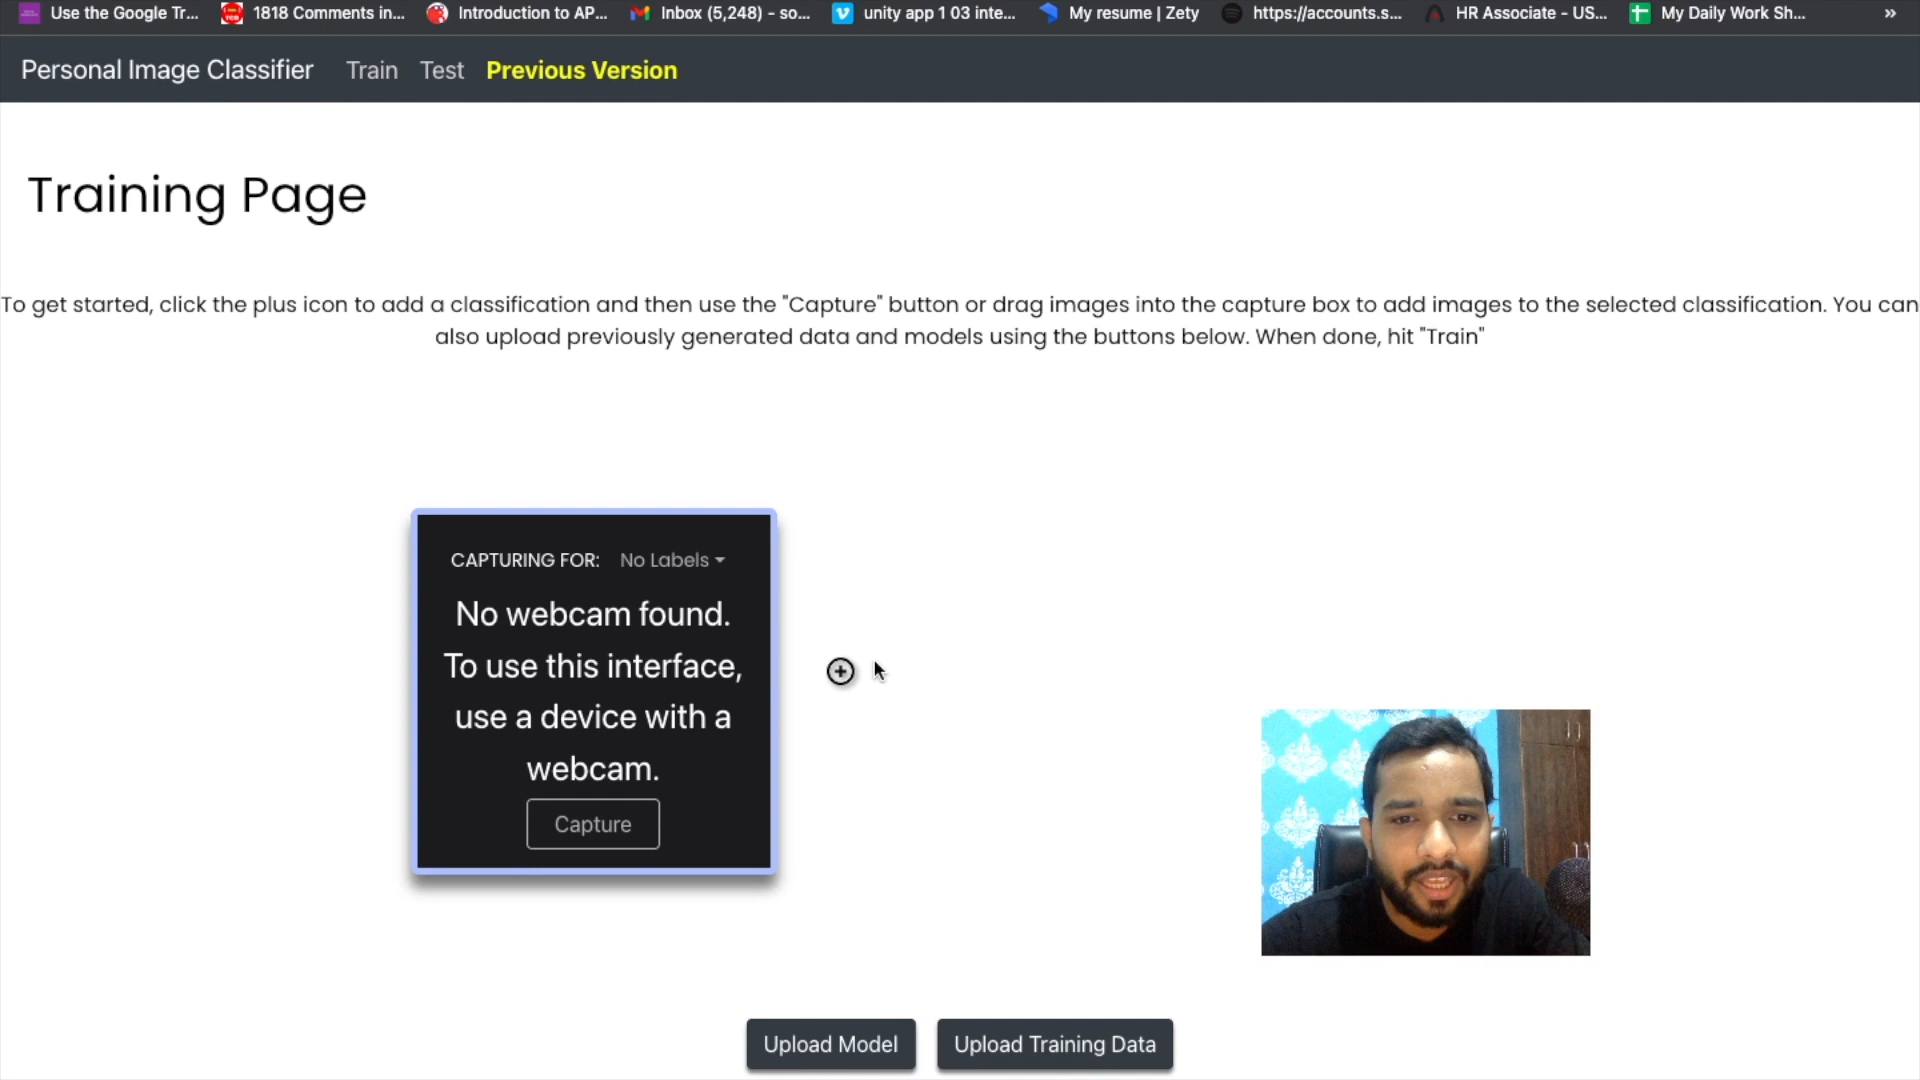 Use the Google Tr... 1818 Comments in... Introduction to AP... Inbox (5,248) - so... unity app 1 03 inte... My resume | Zety https://accounts.s... HR Associate - US... My Daily Work Sh... »
Personal Image Classifier Train Test Previous Version
Training Page
To get started, click the plus icon to add a classification and then use the "Capture" button or drag images into the capture box to add images to the selected classification. You can
also upload previously generated data and models using the buttons below. When done, hit "Train"
CAPTURING FOR: No Labels
No webcam found.
To use this interface,
use a device with a
webcam.
Capture
Upload Model Upload Training Data